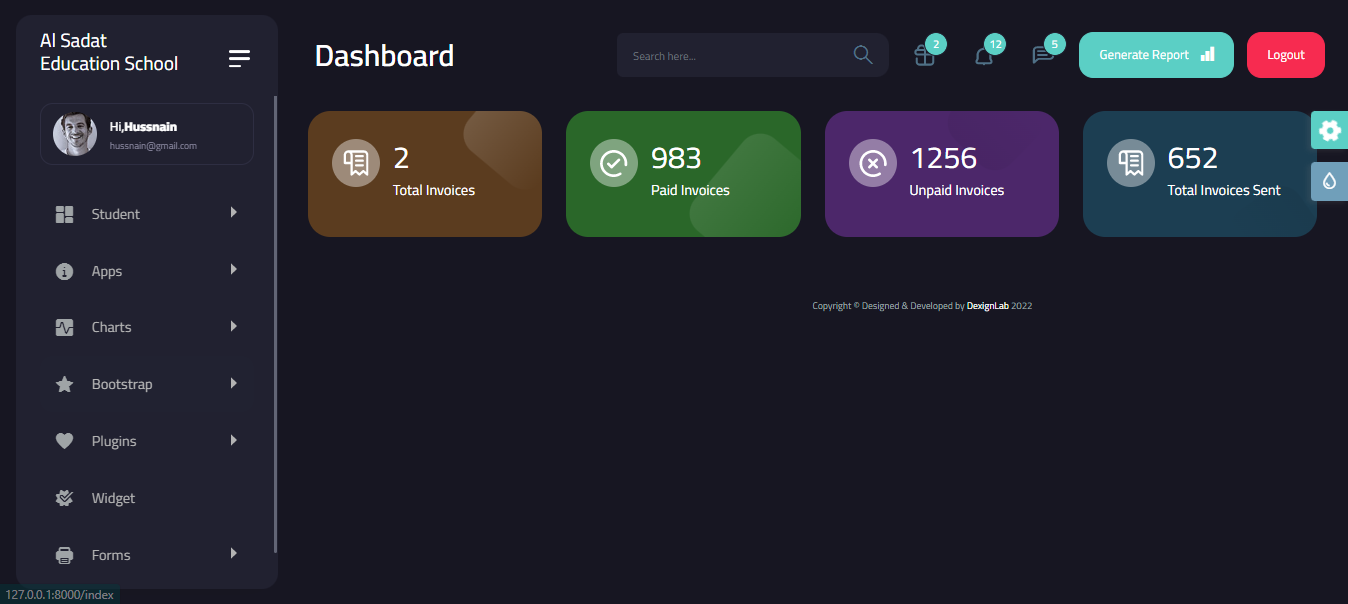 Al Sadat
Education School
Dashboard
Search here...
2
12
5
Generate Report
Logout
Hi,Hussnain
hussnain@gmail.com
2
Total Invoices
983
Paid Invoices
1256
Unpaid Invoices
652
Total Invoices Sent
Student
Apps
Charts
Bootstrap
Plugins
Widget
Forms
Copyright © Designed & Developed by DexignLab 2022
127.0.0.1:8000/index